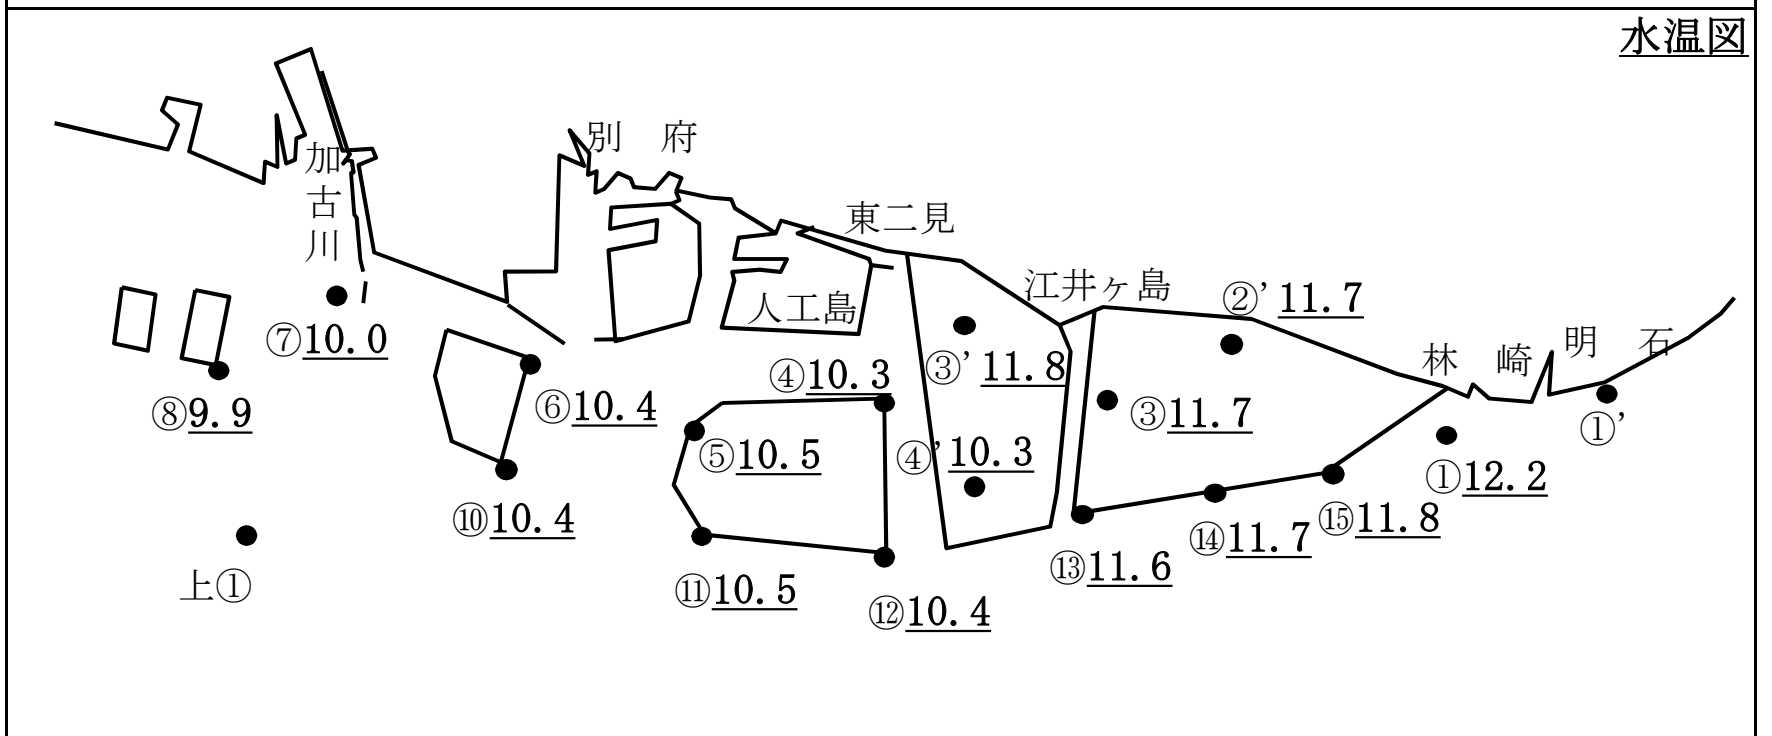 水温図
別 府
加古川
東二見
江井ヶ島
②' 11.7
人工島
林 崎
明 石
⑦10.0
③' 11.8
④10.3
⑧9.9
⑥10.4
③11.7
①'
⑤10.5
④' 10.3
①12.2
⑩10.4
⑮11.8
⑭11.7
⑬11.6
上①
⑪10.5
⑫10.4